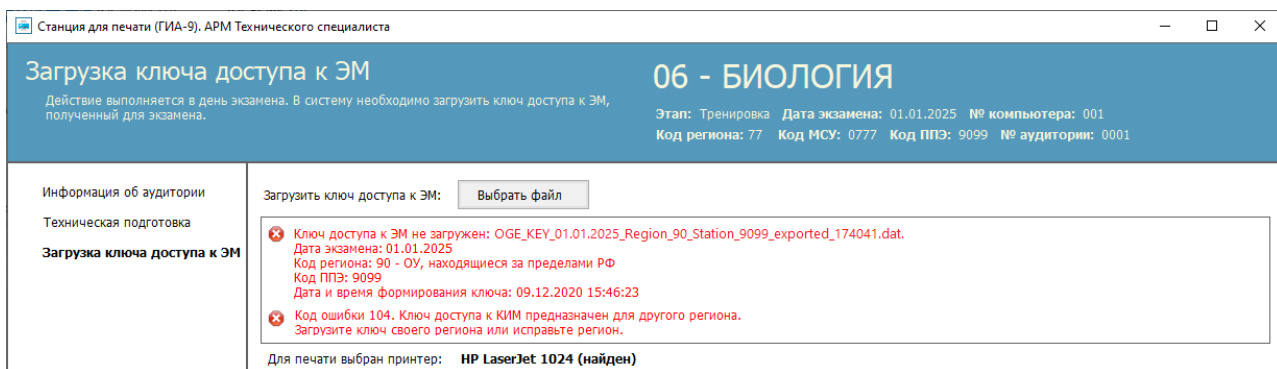 Станция для печати (ГИА-9). АРМ Технического специалиста
Загрузка ключа доступа к ЭМ
Действие выполняется в день экзамена. В систему необходимо загрузить ключ доступа к ЭМ,
полученный для экзамена.
06 - БИОЛОГИЯ
Этап: Тренировка Дата экзамена: 01.01.2025 № компьютера: 001
Код региона: 77 Код МСУ: 0777 Код ППЭ: 9099 № аудитории: 0001
Информация об аудитории
Техническая подготовка
Загрузка ключа доступа к ЭМ
Загрузить ключ доступа к ЭМ: Выбрать файл
Ключ доступа к ЭМ не загружен: OGE_KEY_01.01.2025_Region_90_Station_9099_exported_174041.dat.
Дата экзамена: 01.01.2025
Код региона: 90 - ОУ, находящиеся за пределами РФ
Код ППЭ: 9099
Дата и время формирования ключа: 09.12.2020 15:46:23
Код ошибки 104. Ключ доступа к КИМ предназначен для другого региона.
Загрузите ключ своего региона или исправьте регион.
Для печати выбран принтер: HP LaserJet 1024 (найден)